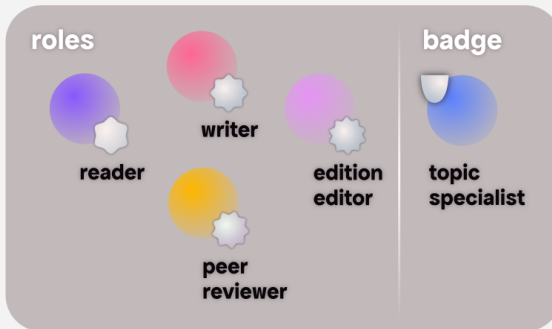 roles
reader
writer
peer
reviewer
edition
editor
badge
topic
specialist